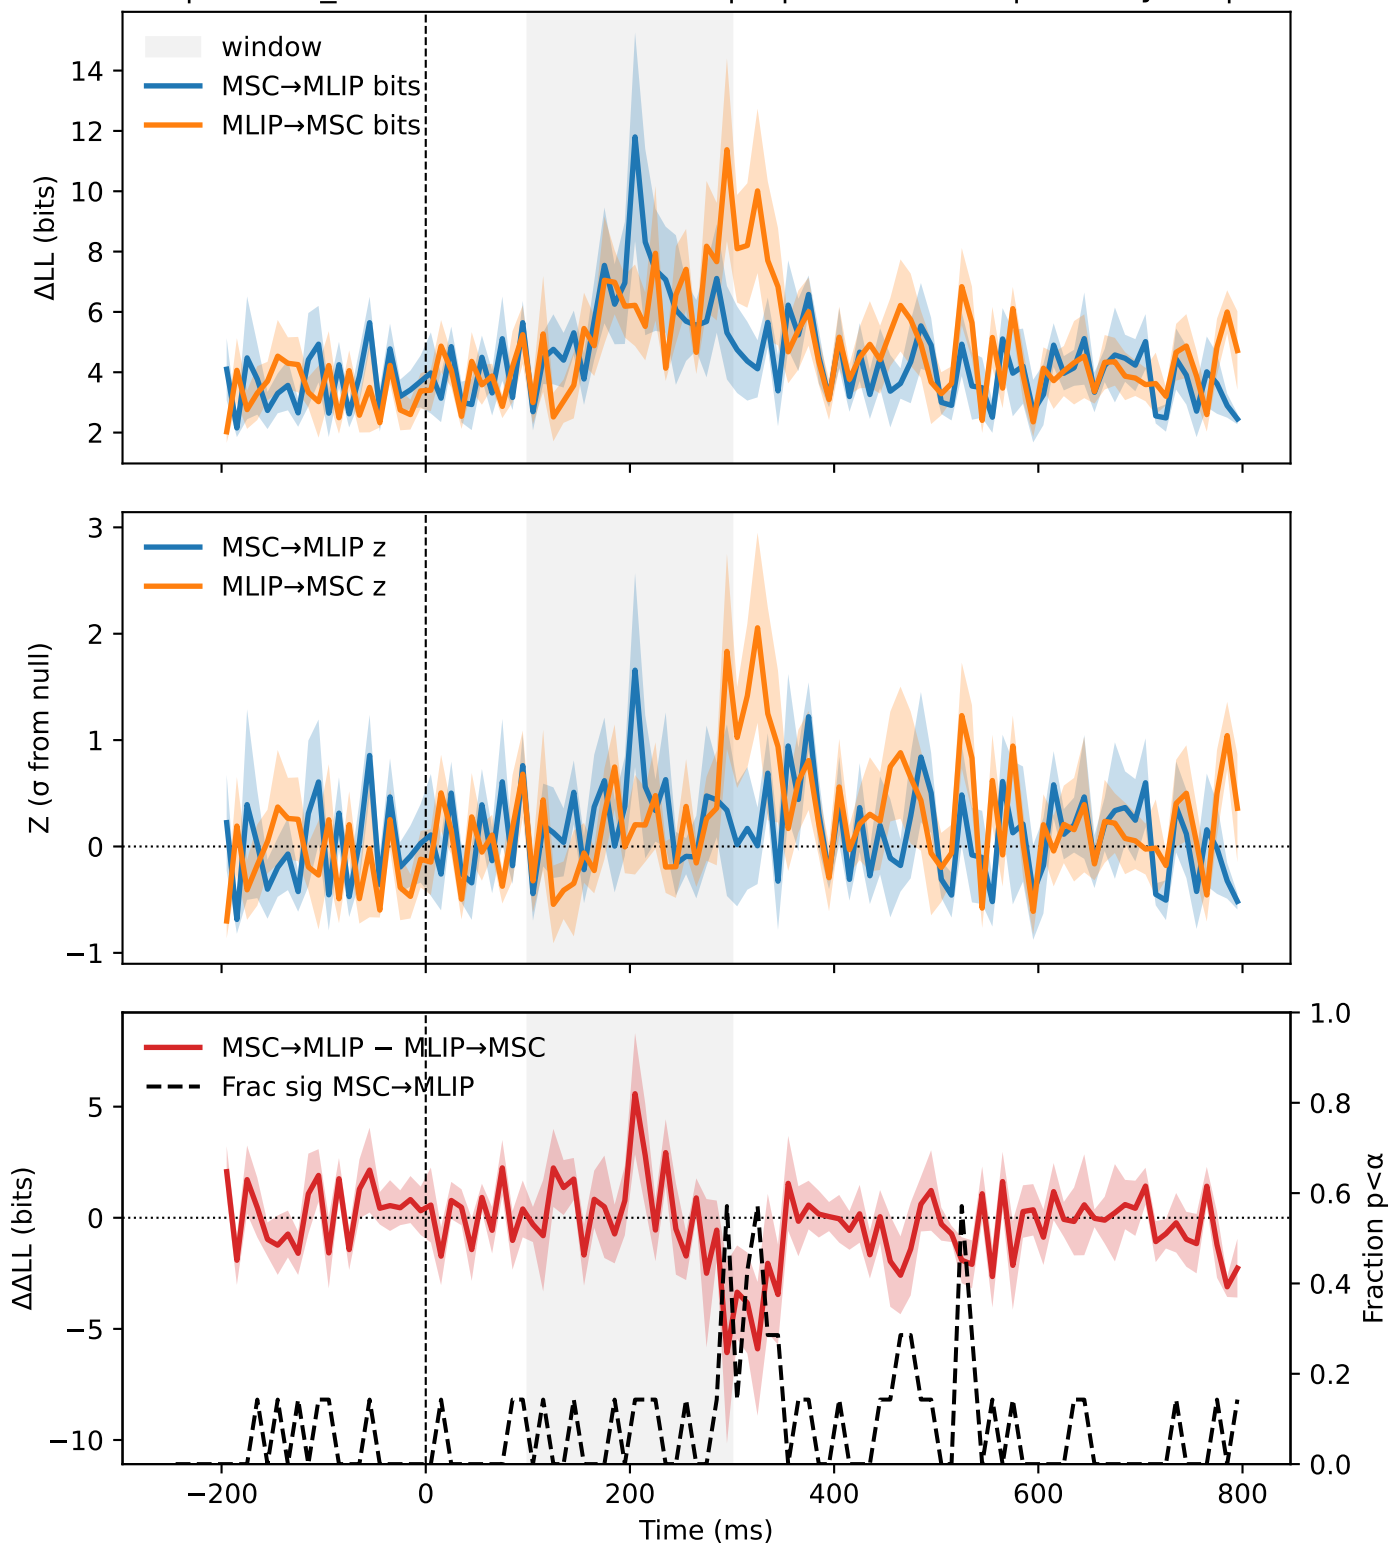 window
MSC→MLIP bits
MLIP→MSC bits
14
12
10
8
6
4
2
ΔLL (bits)
MSC→MLIP z
MLIP→MSC z
3
2
1
0
−1
Z (σ from null)
MSC→MLIP − MLIP→MSC
Frac sig MSC→MLIP
5
0
−5
−10
ΔΔLL (bits)
1.0
0.8
0.6
0.4
0.2
0.0
Fraction p<α
−200 0 200 400 600 800
Time (ms)